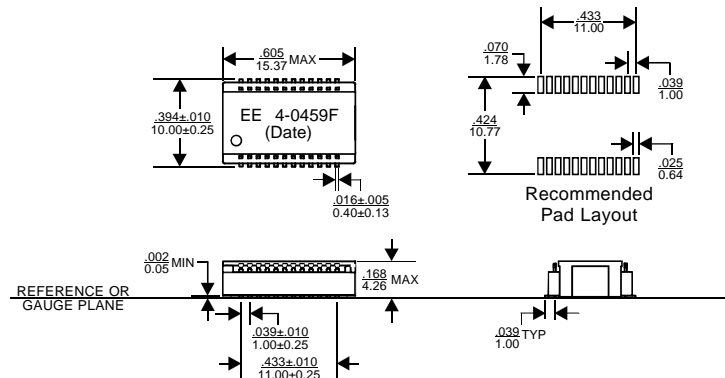 .605
15.37 MAX
.433
11.00
.070
1.78
.039
1.00
.394±.010
10.00±0.25
EE 4-0459F
(Date)
.424
10.77
.016±.005
0.40±0.13
.025
0.64
Recommended
Pad Layout
.002
0.05 MIN
.168
4.26 MAX
REFERENCE OR
GAUGE PLANE
.039±.010
1.00±0.25
.039
1.00 TYP
.433±.010
11.00±0.25